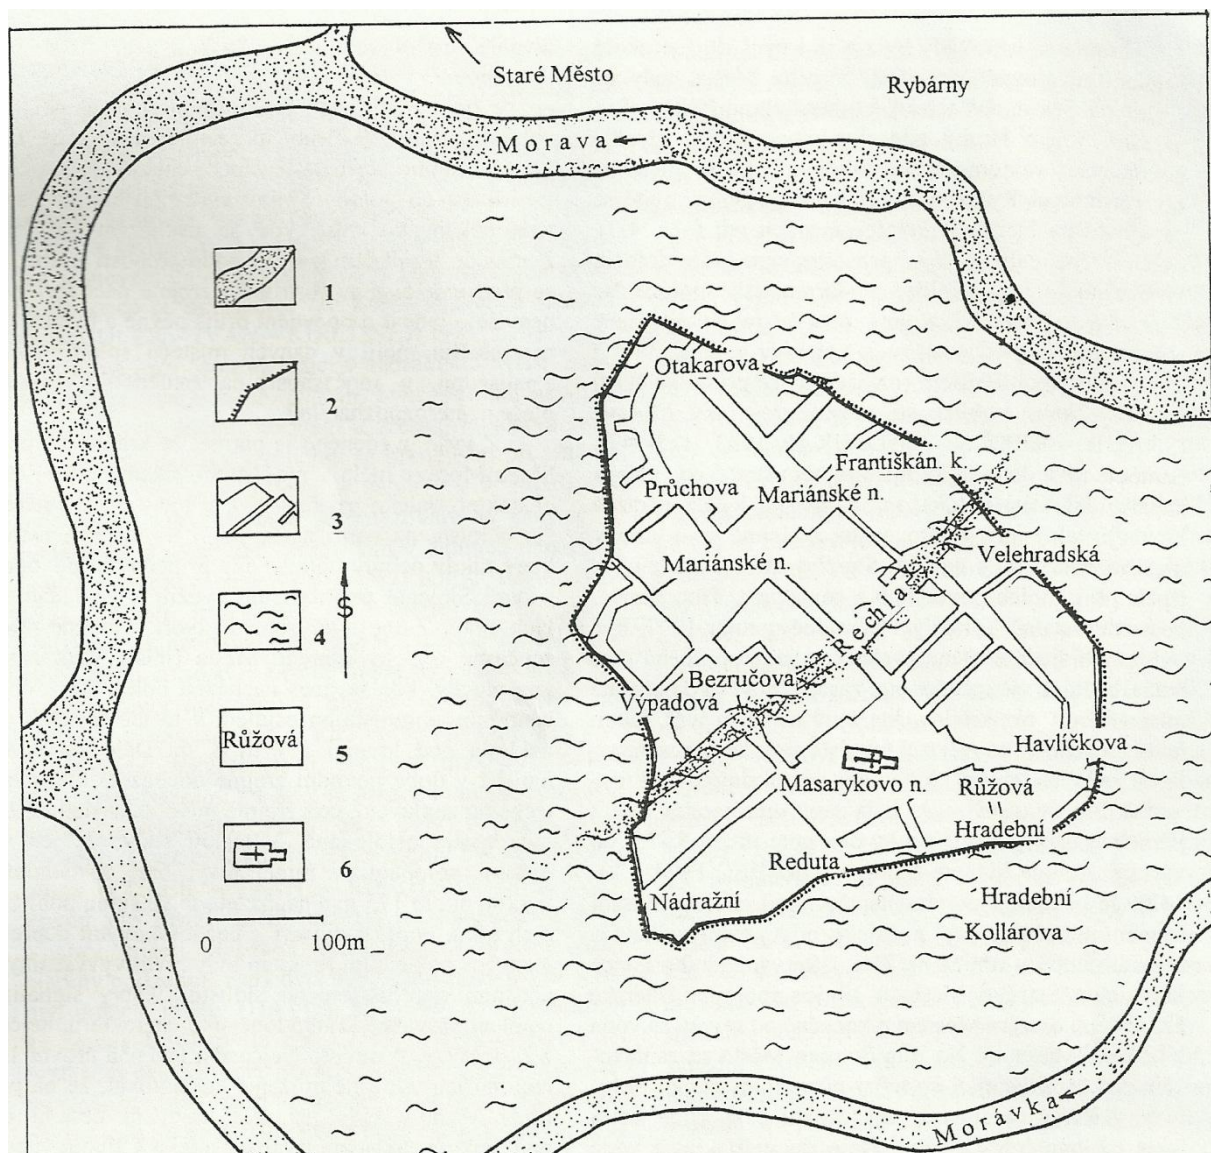 Staré Město
Rybárny
Morava
1
Otakarova
2
Františkán. k.
Průchova
Mariánské n.
3
Velehradská
Mariánské n.
S
4
Rechla
Bezručova
Výpadová
Růžová
5
Havlíčkova
Masarykovo n.
Růžová
Hradební
6
Reduta
Nádražní
Hradební
Kollárova
0
100m
Morávka